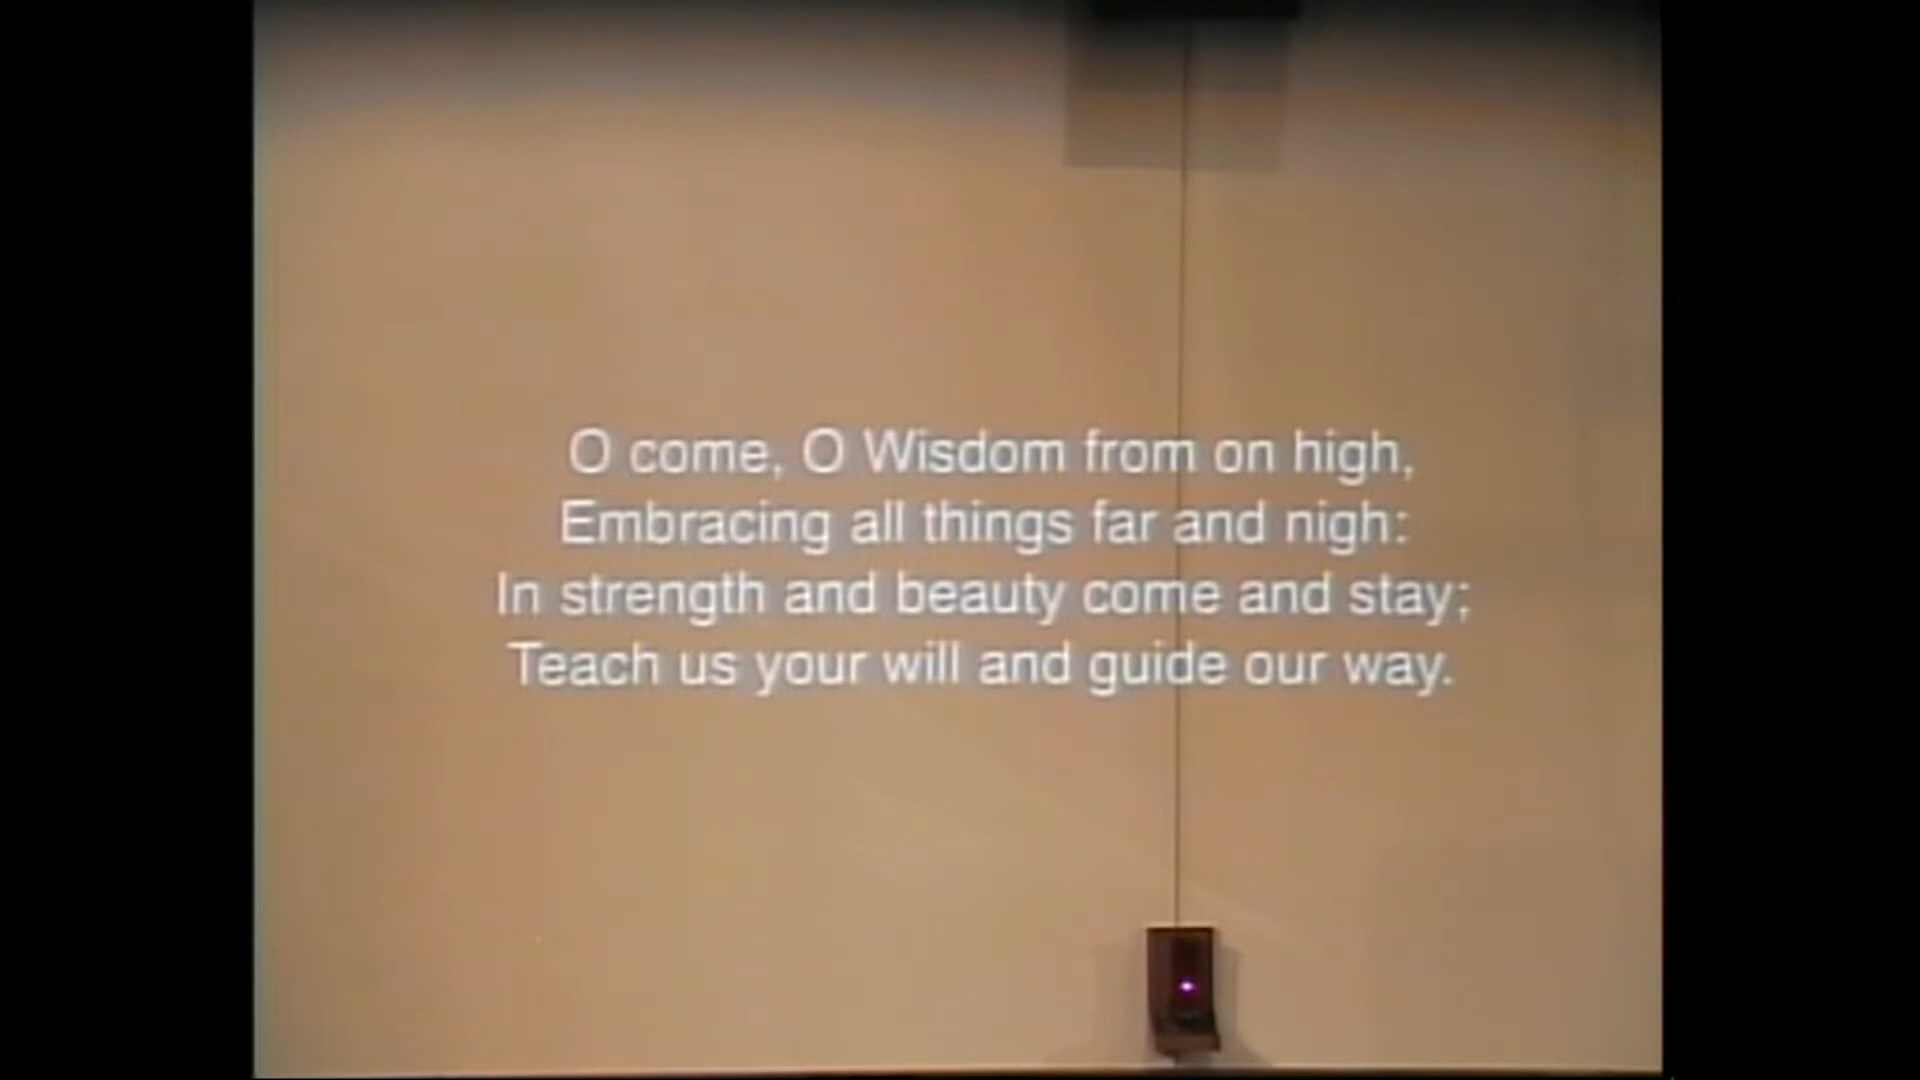 O come, O Wisdom from on high,
Embracing all things far and nigh:
In strength and beauty come and stay;
Teach us your will and guide our way.